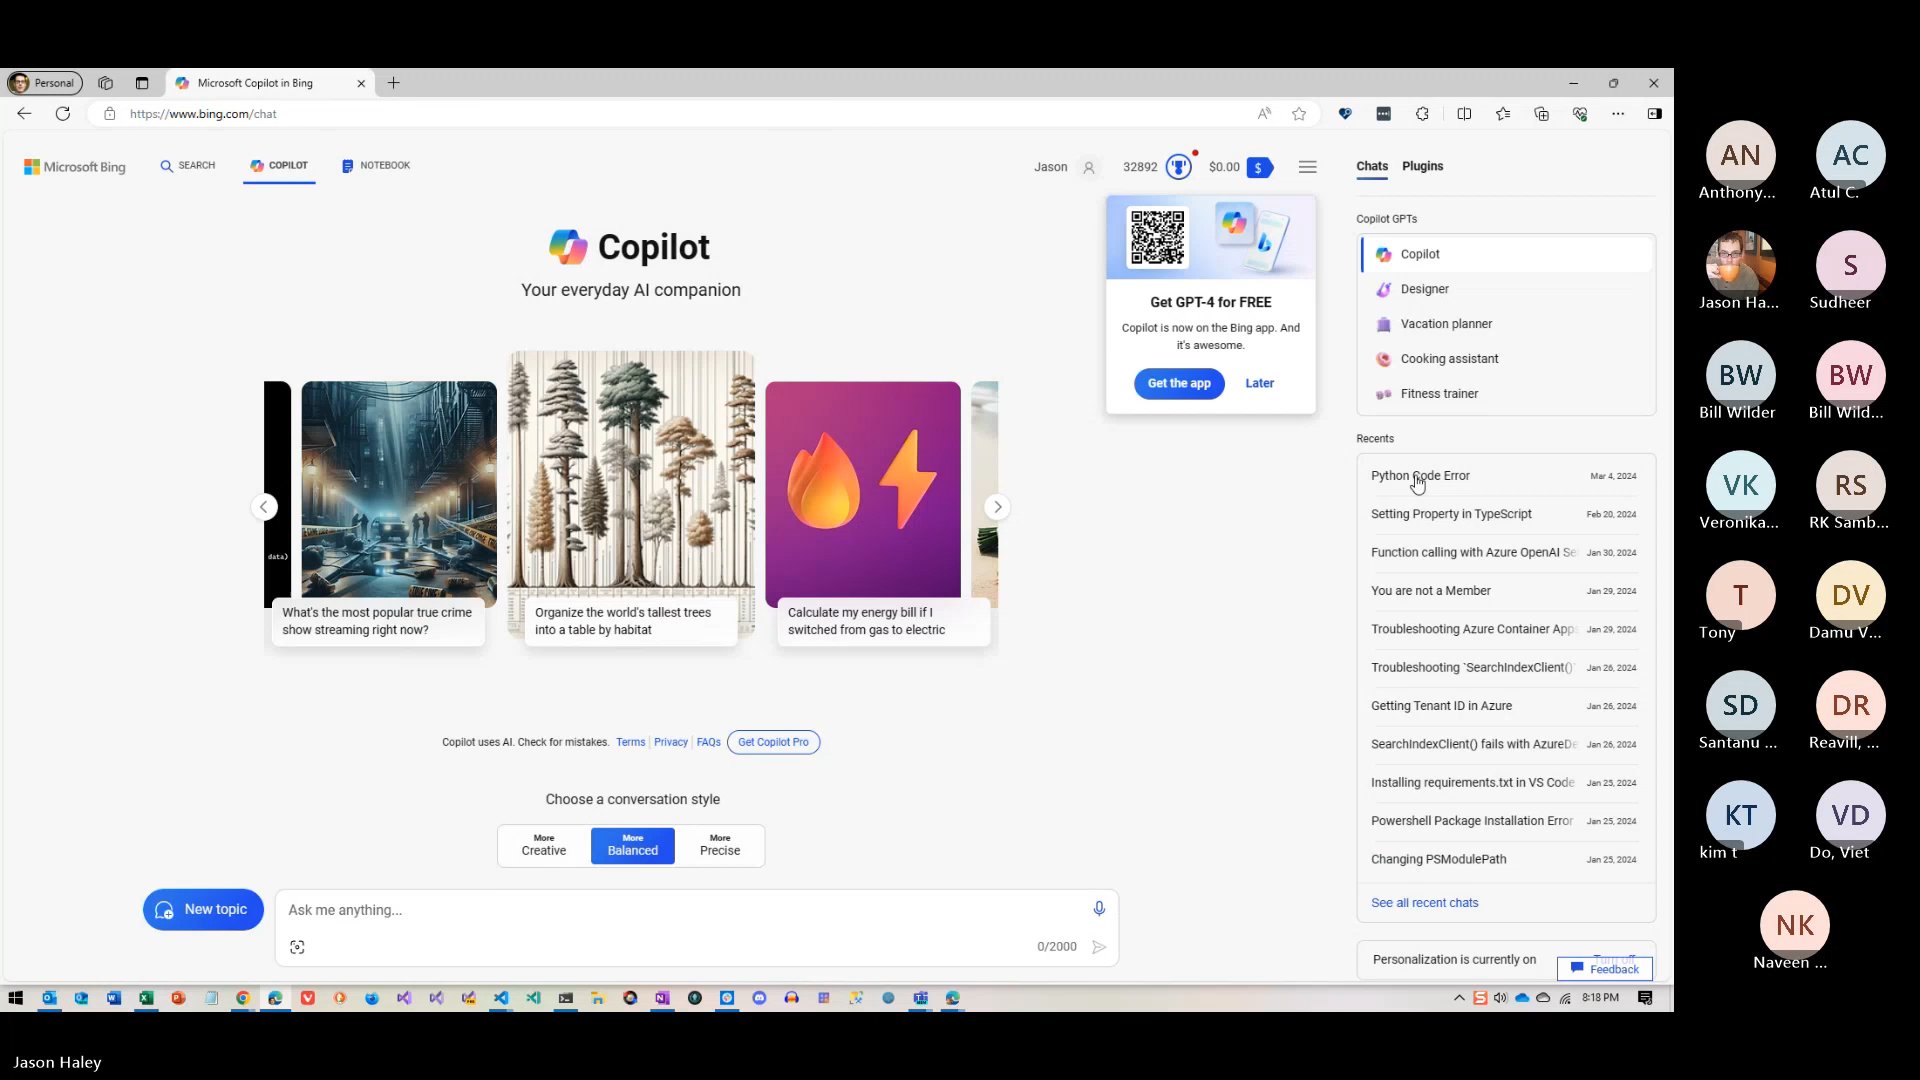 Personal
Microsoft Copilot in Bing
https://www.bing.com/chat
Microsoft Bing
SEARCH
COPILOT
NOTEBOOK
Jason
32892
$0.00
$
Chats
Plugins
Copilot
Your everyday AI companion
Get GPT-4 for FREE
Copilot is now on the Bing app. And
it's awesome.
Get the app
Later
Copilot GPTs
Copilot
Designer
Vacation planner
Cooking assistant
Fitness trainer
Recents
Python Code Error
Mar 4, 2024
Setting Property in TypeScript
Feb 20, 2024
Function calling with Azure OpenAI Se
Jan 30, 2024
You are not a Member
Jan 29, 2024
Troubleshooting Azure Container App
Jan 29, 2024
Troubleshooting `SearchIndexClient()`
Jan 26, 2024
Getting Tenant ID in Azure
Jan 26, 2024
SearchIndexClient() fails with AzureDe
Jan 26, 2024
Installing requirements.txt in VS Code
Jan 25, 2024
Powershell Package Installation Error
Jan 25, 2024
Changing PSModulePath
Jan 25, 2024
See all recent chats
Personalization is currently on
Turn off
Feedback
data)
What's the most popular true crime
show streaming right now?
Organize the world's tallest trees
into a table by habitat
Calculate my energy bill if I
switched from gas to electric
Copilot uses AI. Check for mistakes.
Terms
Privacy
FAQs
Get Copilot Pro
Choose a conversation style
More
Creative
More
Balanced
More
Precise
New topic
Ask me anything...
0/2000
8:18 PM
AN
Anthony...
AC
Atul C.
Jason Ha...
S
Sudheer
BW
Bill Wilder
BW
Bill Wild...
VK
Veronika...
RS
RK Samb...
T
Tony
DV
Damu V...
SD
Santanu ...
DR
Reavill, ...
KT
kim t
VD
Do, Viet
NK
Naveen ...
Jason Haley